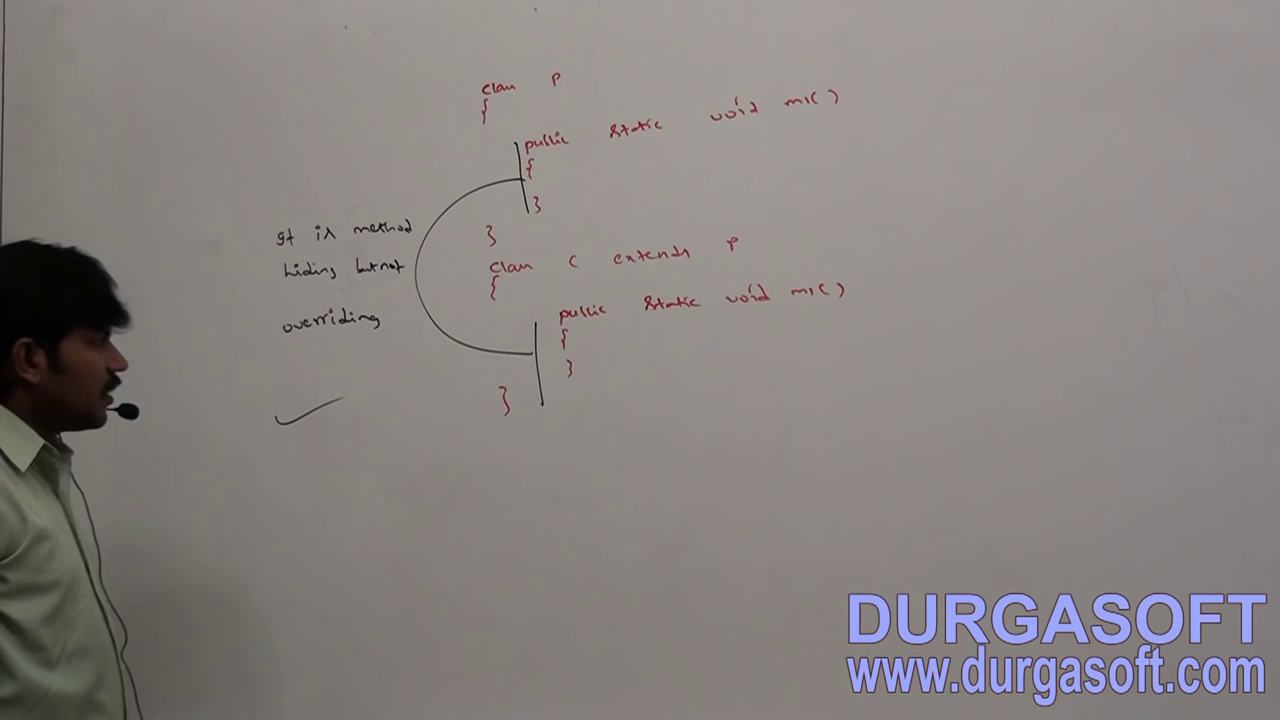 class P
{
public static void m1()
{
}
}
class C extends P
{
public static void m1()
{
}
}
It is method
hiding but not
overriding
DURGASOFT
www.durgasoft.com